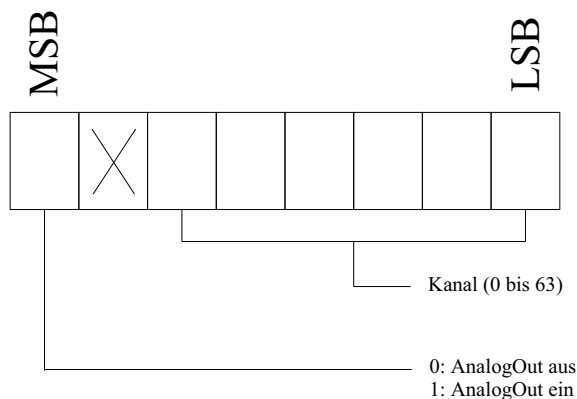 MSB
LSB
Kanal (0 bis 63)
0: AnalogOut aus
1: AnalogOut ein